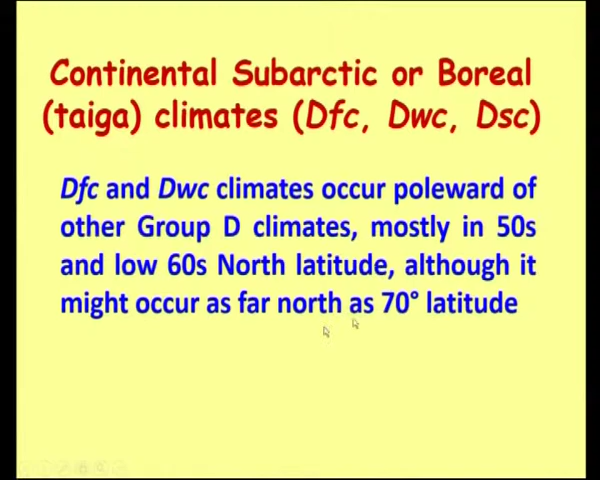 Continental Subarctic or Boreal
(taiga) climates (Dfc, Dwc, Dsc)
Dfc and Dwc climates occur poleward of
other Group D climates, mostly in 50s
and low 60s North latitude, although it
might occur as far north as 70° latitude